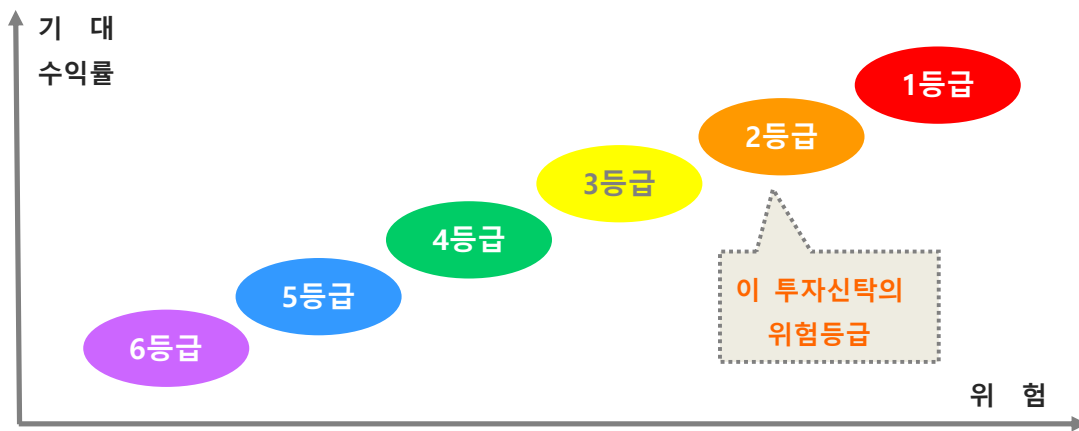 기 대
수익률
1등급
2등급
3등급
4등급
5등급
6등급
이 투자신탁의
위험등급
위 험